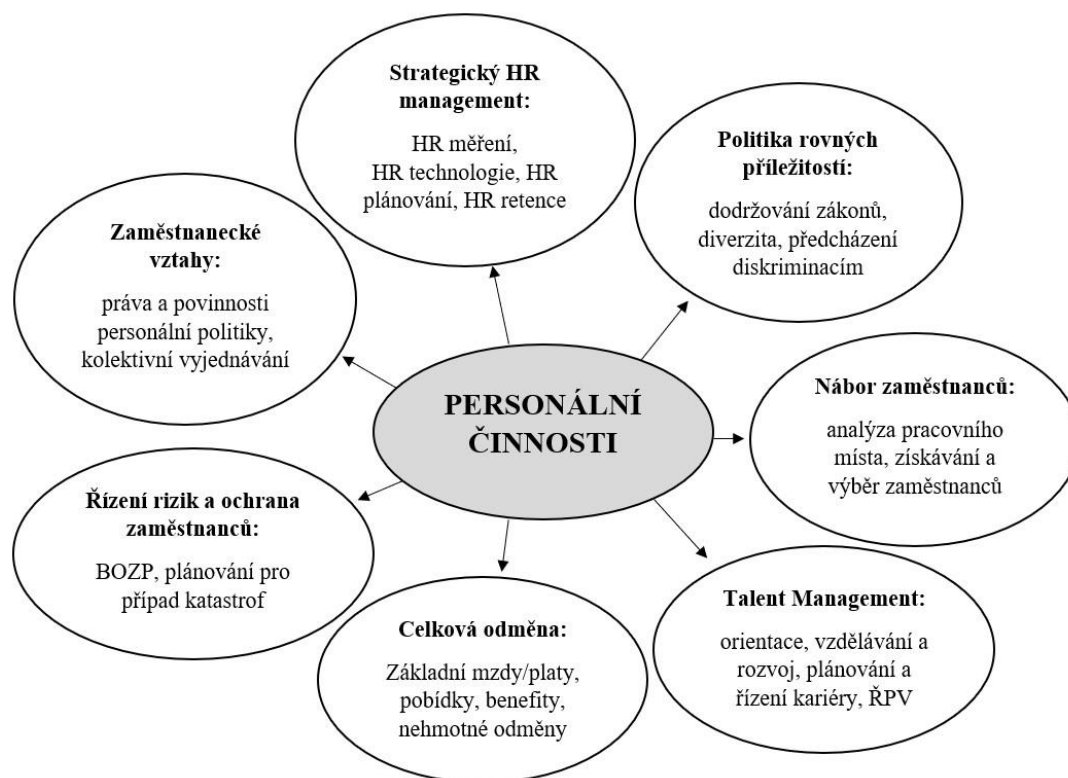 Strategický HR
management:
HR měření,
HR technologie, HR
plánování, HR retence
Politika rovných
příležitostí:
dodržování zákonů,
diverzita, předcházení
diskriminacím
Zaměstnanecké
vztahy:
práva a povinnosti
personální politiky,
kolektivní vyjednávání
PERSONÁLNÍ
ČINNOSTI
Nábor zaměstnanců:
analýza pracovního
místa, získávání a
výběr zaměstnanců
Řízení rizik a ochrana
zaměstnanců:
BOZP, plánování pro
případ katastrof
Celková odměna:
Základní mzdy/platy,
pobídky, benefity,
nehmotné odměny
Talent Management:
orientace, vzdělávání a
rozvoj, plánování a
řízení kariéry, ŘPV